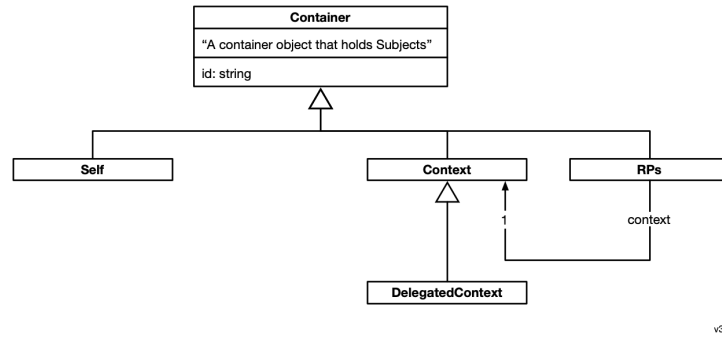 Container
“A container object that holds Subjects”
id: string
Self
Context
RPs
1
context
DelegatedContext
v3